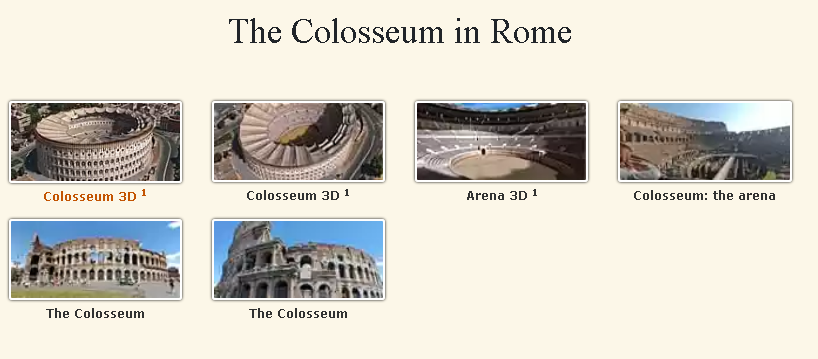 The Colosseum in Rome
Colosseum 3D 1
Colosseum 3D 1
Arena 3D 1
Colosseum: the arena
The Colosseum
The Colosseum